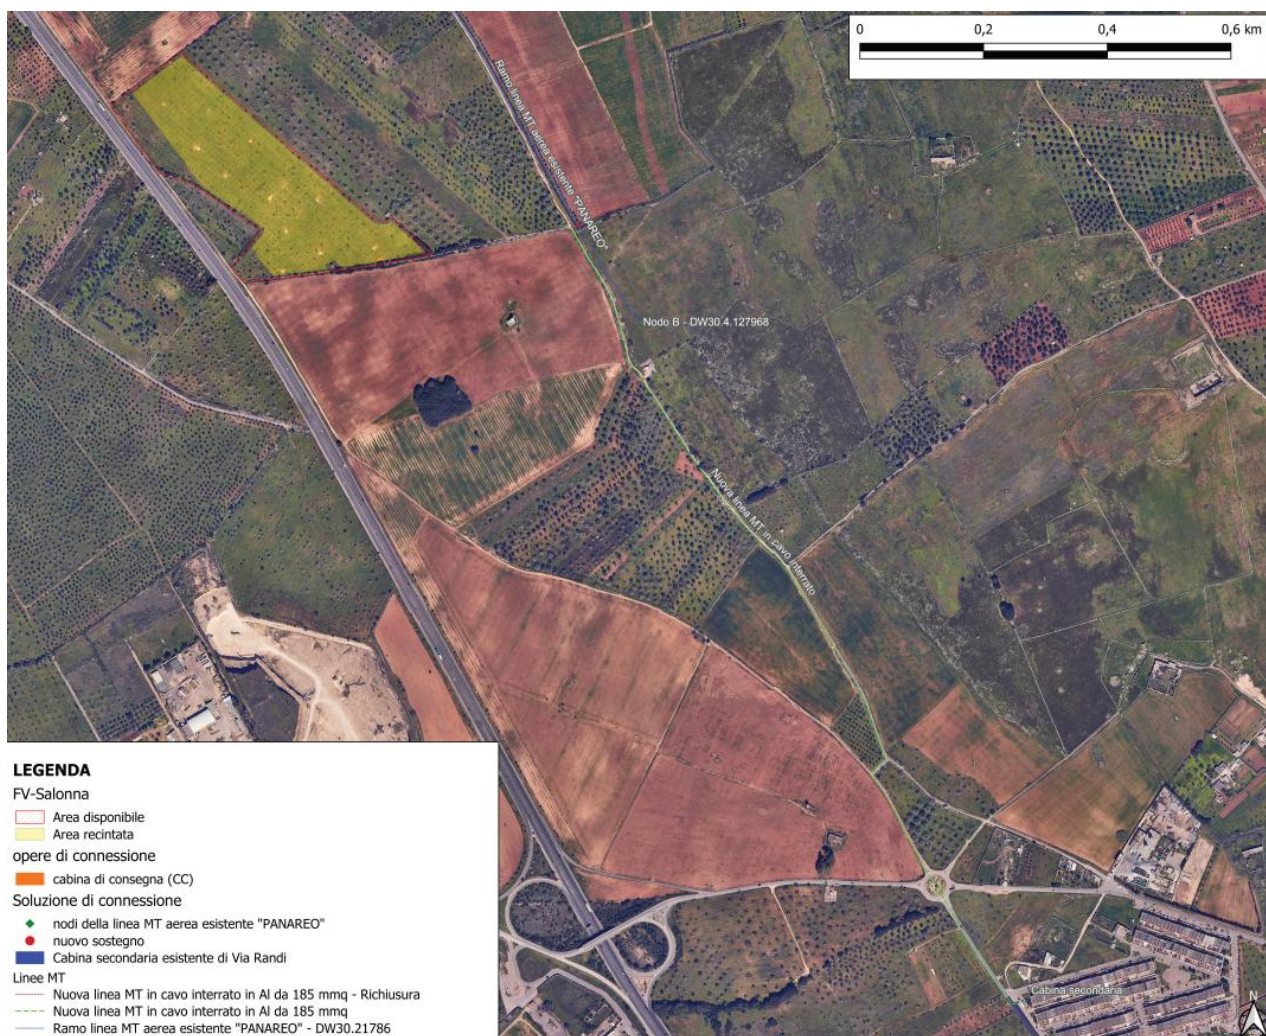 0 0,2 0,4 0,6 km
Ramo linea MT aerea esistente "PANAREO"
Nodo B - DW30.4.127968
Nuova linea MT in cavo interrato
Cabina secondaria
N
LEGENDA
FV-Salonna
Area disponibile
Area recintata
opere di connessione
cabina di consegna (CC)
Soluzione di connessione
nodi della linea MT aerea esistente "PANAREO"
nuovo sostegno
Cabina secondaria esistente di Via Randi
Linee MT
Nuova linea MT in cavo interrato in Al da 185 mmq - Richiusura
Nuova linea MT in cavo interrato in Al da 185 mmq
Ramo linea MT aerea esistente "PANAREO" - DW30.21786